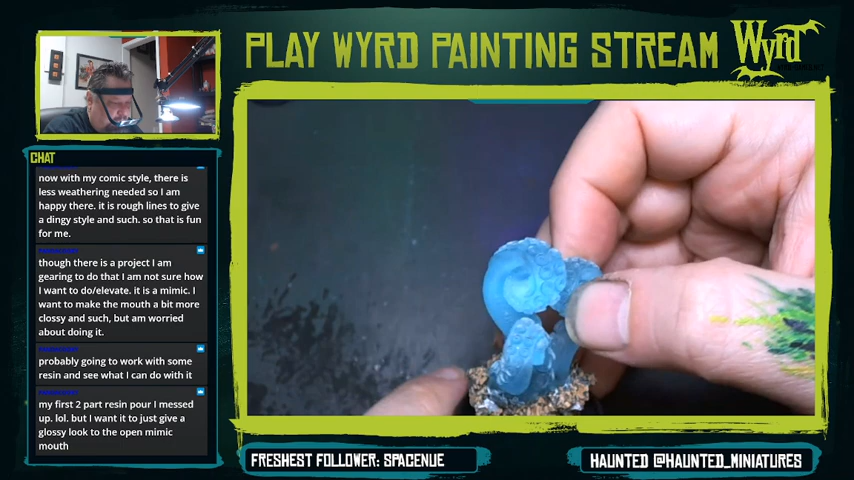 PLAY WYRD PAINTING STREAM
Wyrd
CHAT
now with my comic style, there is
less weathering needed so I am
happy there. it is rough lines to give
a dingy style and such. so that is fun
for me.
though there is a project I am
gearing to do that I am not sure how
I want to do/elevate. it is a mimic. I
want to make the mouth a bit more
clossy and such, but am worried
about doing it.
probably going to work with some
resin and see what I can do with it
my first 2 part resin pour I messed
up. lol. but I want it to just give a
glossy look to the open mimic
mouth
FRESHEST FOLLOWER: SPACENUE
HAUNTED @HAUNTED_MINIATURES